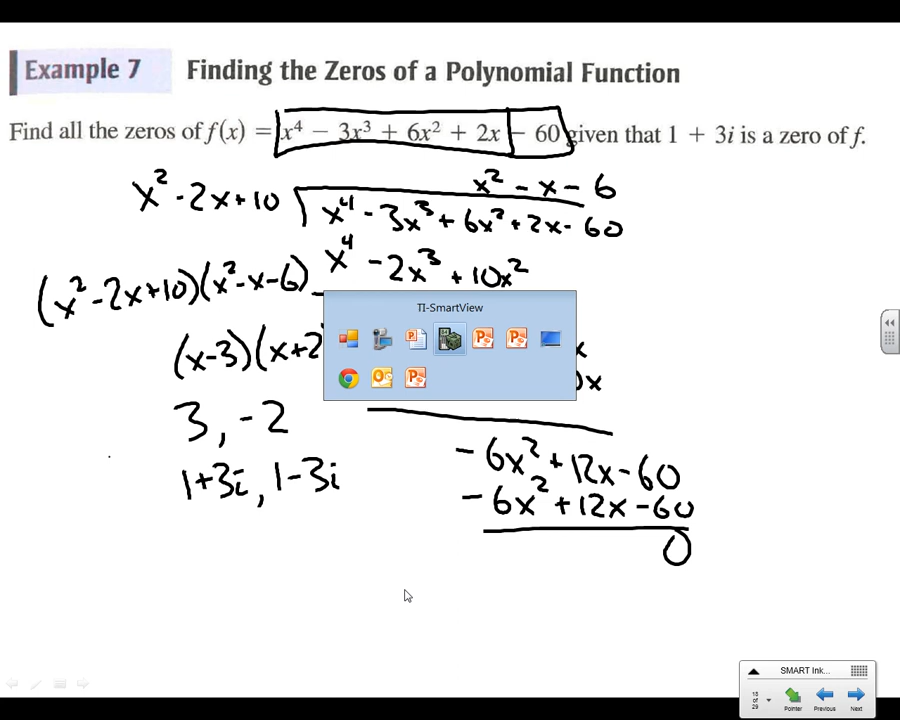 Example 7 Finding the Zeros of a Polynomial Function
Find all the zeros of f(x) = x⁴ − 3x³ + 6x² + 2x − 60 given that 1 + 3i is a zero of f.
x² - x - 6
x² - 2x + 10 x⁴ - 3x³ + 6x² + 2x - 60
x⁴ - 2x³ + 10x²
(x² - 2x + 10)(x² - x - 6)
TI-SmartView
(x-3)(x+2
x
x
3, -2
-6x² + 12x - 60
1+3i, 1-3i
-6x² + 12x - 60
0
SMART Ink...
18 of 29
Pointer Previous Next